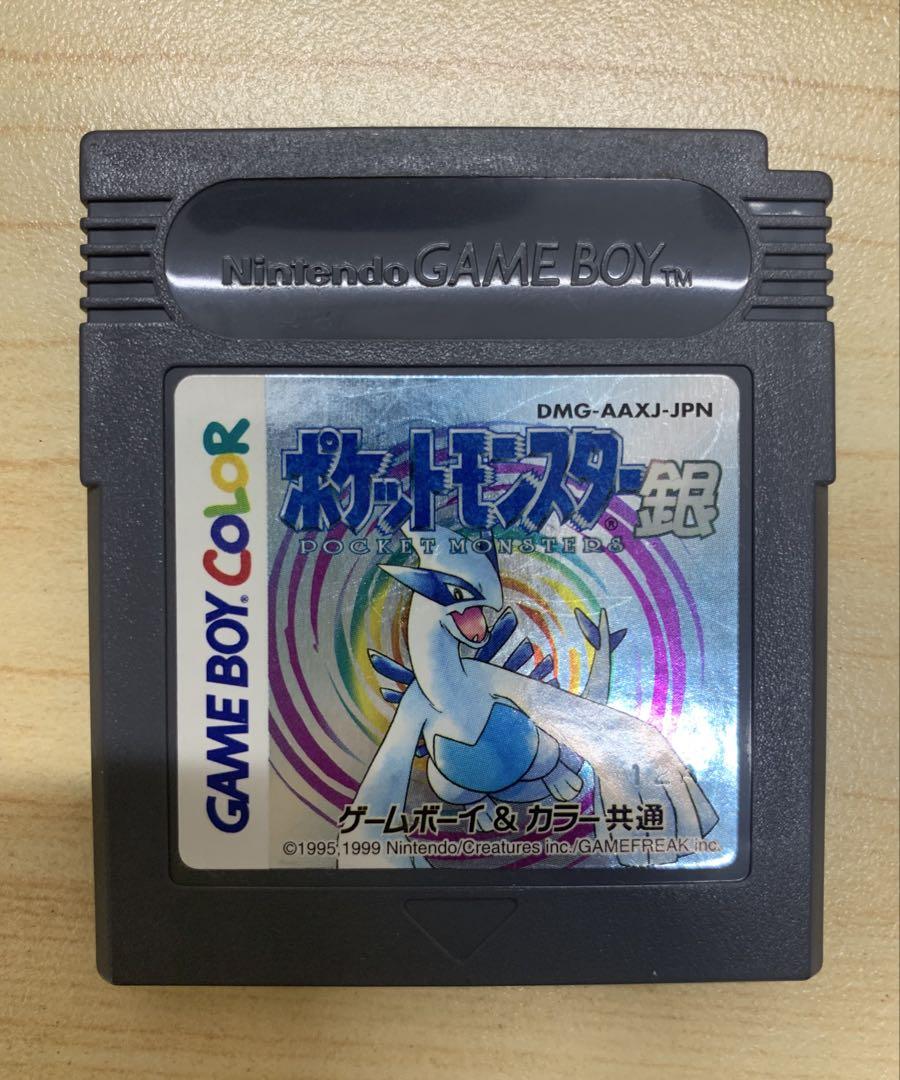 Nintendo GAME BOY™
DMG-AAXJ-JPN
ポケットモンスター®銀
POCKET MONSTERS
GAME BOY® COLOR
ゲームボーイ&カラー共通
©1995,1999 Nintendo/Creatures inc./GAMEFREAK inc.